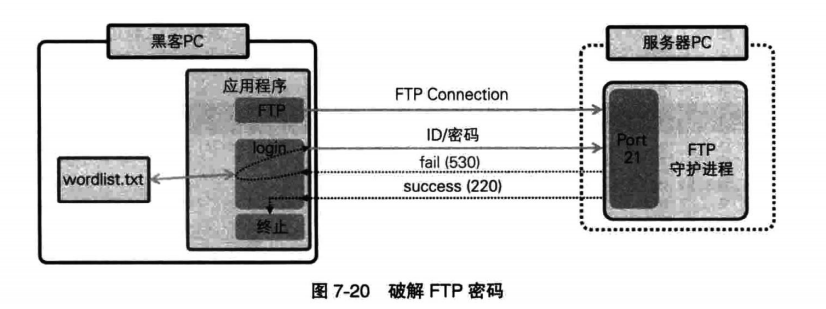 黑客PC
服务器PC
应用程序
FTP
FTP Connection
login
ID/密码
Port
21
FTP
守护进程
fail (530)
wordlist.txt
success (220)
终止
图 7-20 破解 FTP 密码